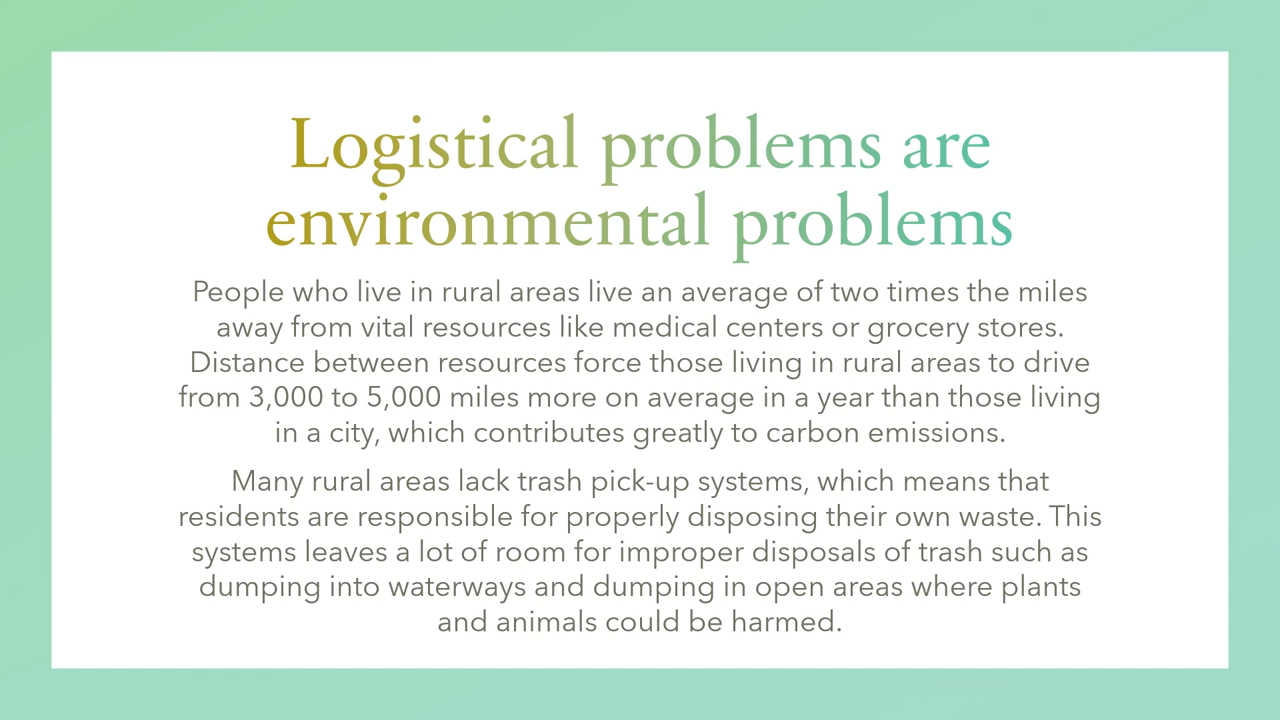 Logistical problems are
environmental problems
People who live in rural areas live an average of two times the miles
away from vital resources like medical centers or grocery stores.
Distance between resources force those living in rural areas to drive
from 3,000 to 5,000 miles more on average in a year than those living
in a city, which contributes greatly to carbon emissions.
Many rural areas lack trash pick-up systems, which means that
residents are responsible for properly disposing their own waste. This
systems leaves a lot of room for improper disposals of trash such as
dumping into waterways and dumping in open areas where plants
and animals could be harmed.